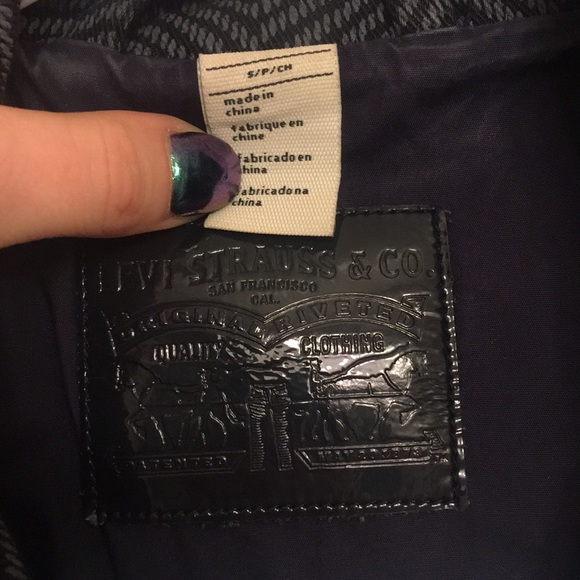 S/P/CH
made in
china
fabrique en
chine
fabricado en
china
fabricado na
china
LEVI STRAUSS & CO.
SAN FRANCISCO
CAL.
ORIGINAL RIVETED
QUALITY CLOTHING
PATENTED